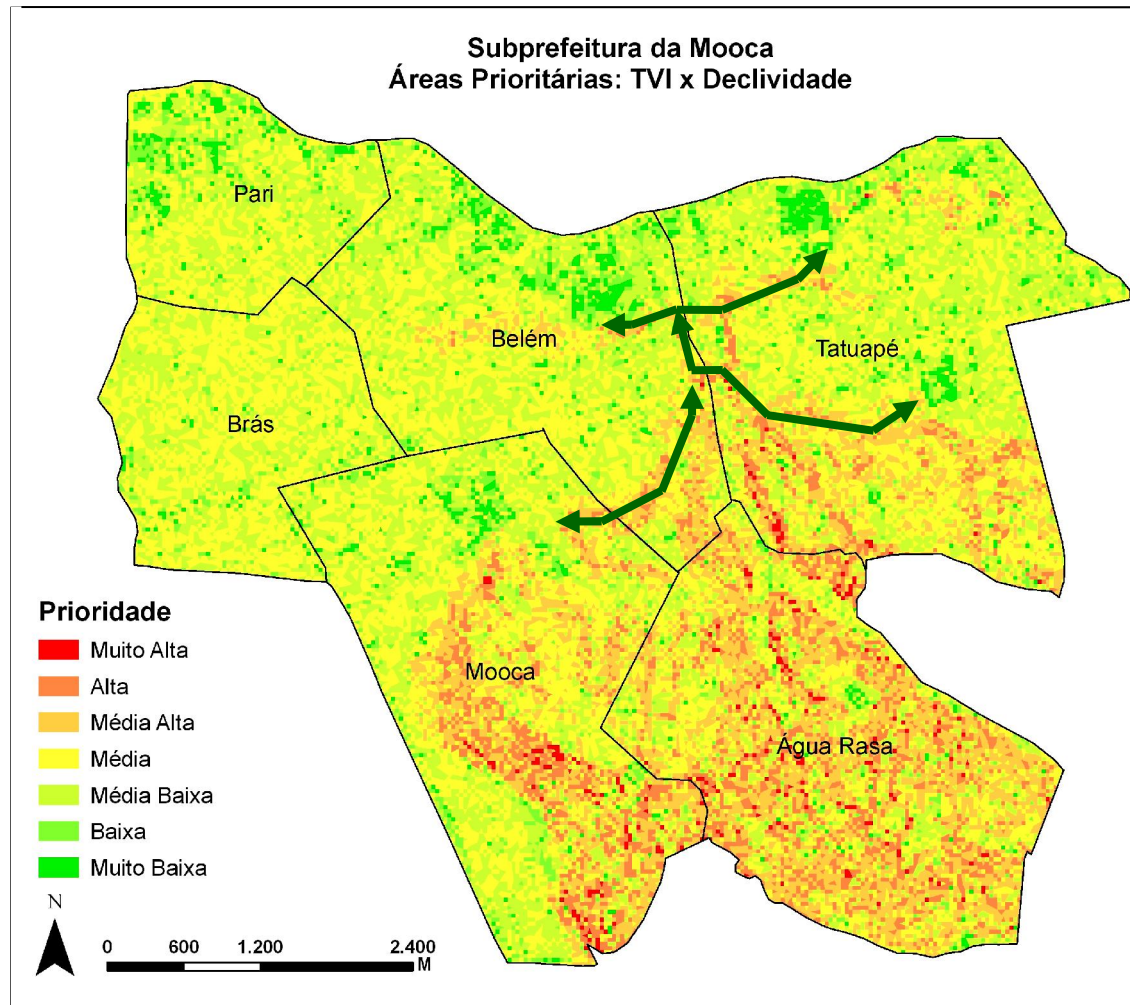 Subprefeitura da Mooca
Áreas Prioritárias: TVI x Declividade
Pari
Belém
Tatuapé
Brás
Mooca
Água Rasa
Prioridade
Muito Alta
Alta
Média Alta
Média
Média Baixa
Baixa
Muito Baixa
N
0 600 1.200 2.400
M